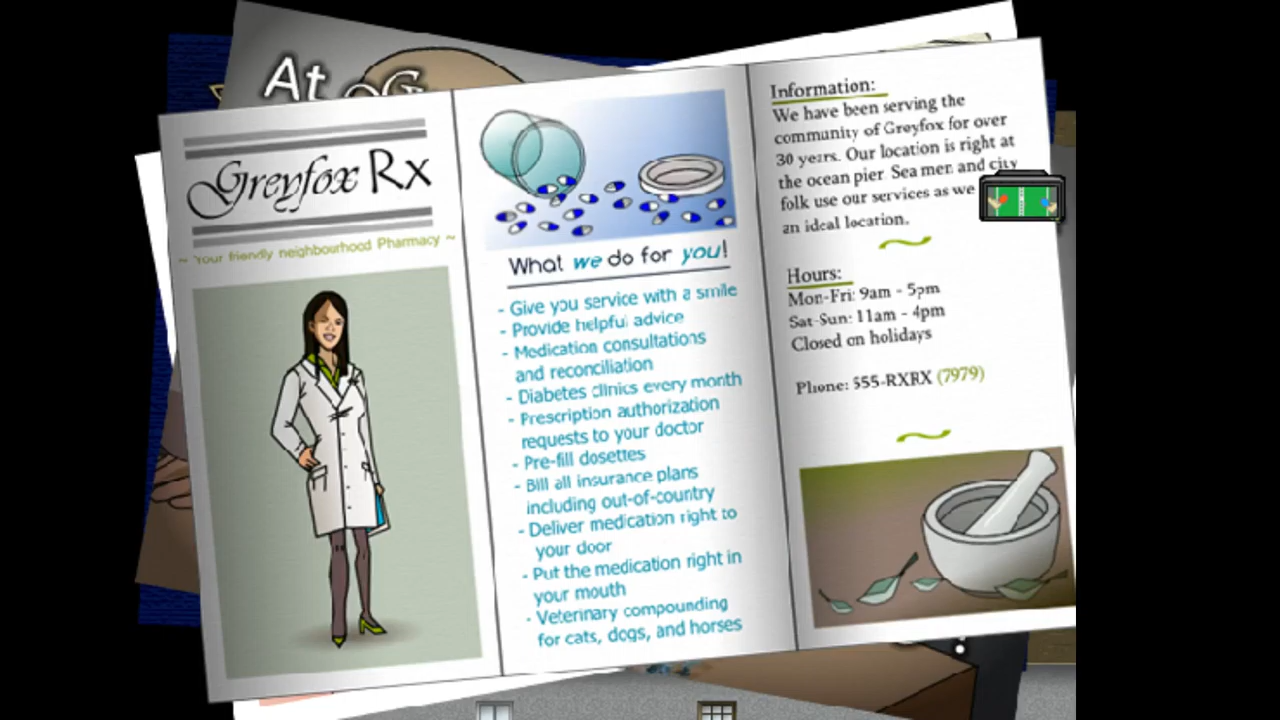 At G
Greyfox Rx
~ Your friendly neighbourhood Pharmacy ~
What we do for you!
- Give you service with a smile
- Provide helpful advice
- Medication consultations
and reconciliation
- Diabetes clinics every month
- Prescription authorization
requests to your doctor
- Pre-fill dosettes
- Bill all insurance plans
including out-of-country
- Deliver medication right to
your door
- Put the medication right in
your mouth
- Veterinary compounding
for cats, dogs, and horses
Information:
We have been serving the
community of Greyfox for over
30 years. Our location is right at
the ocean pier. Sea men and city
folk use our services as we
an ideal location.
Hours:
Mon-Fri: 9am - 5pm
Sat-Sun: 11am - 4pm
Closed on holidays
Phone: 555-RXRX (7979)